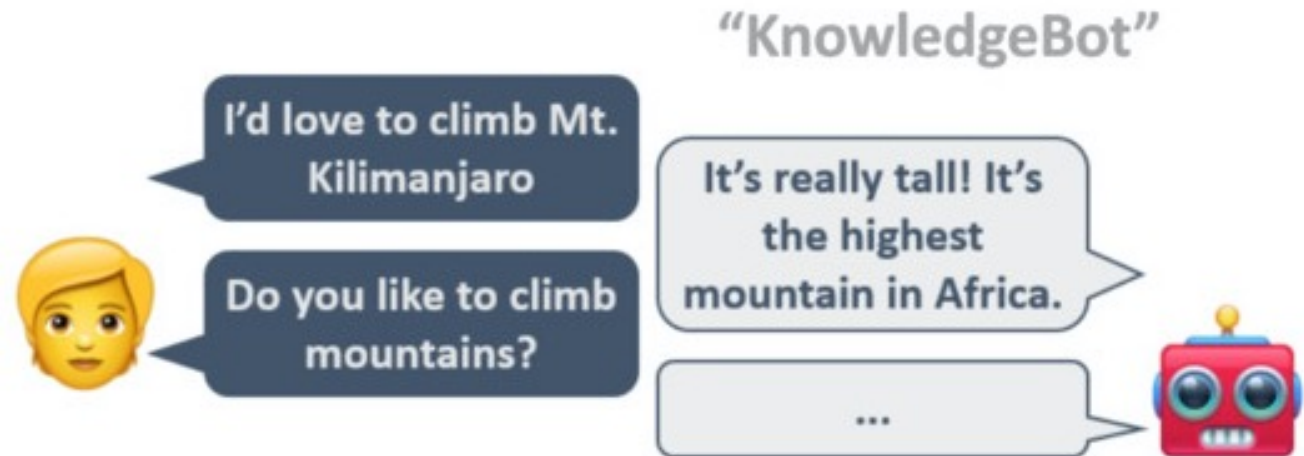 “KnowledgeBot”
I’d love to climb Mt.
Kilimanjaro
It’s really tall! It’s
the highest
mountain in Africa.
Do you like to climb
mountains?
...